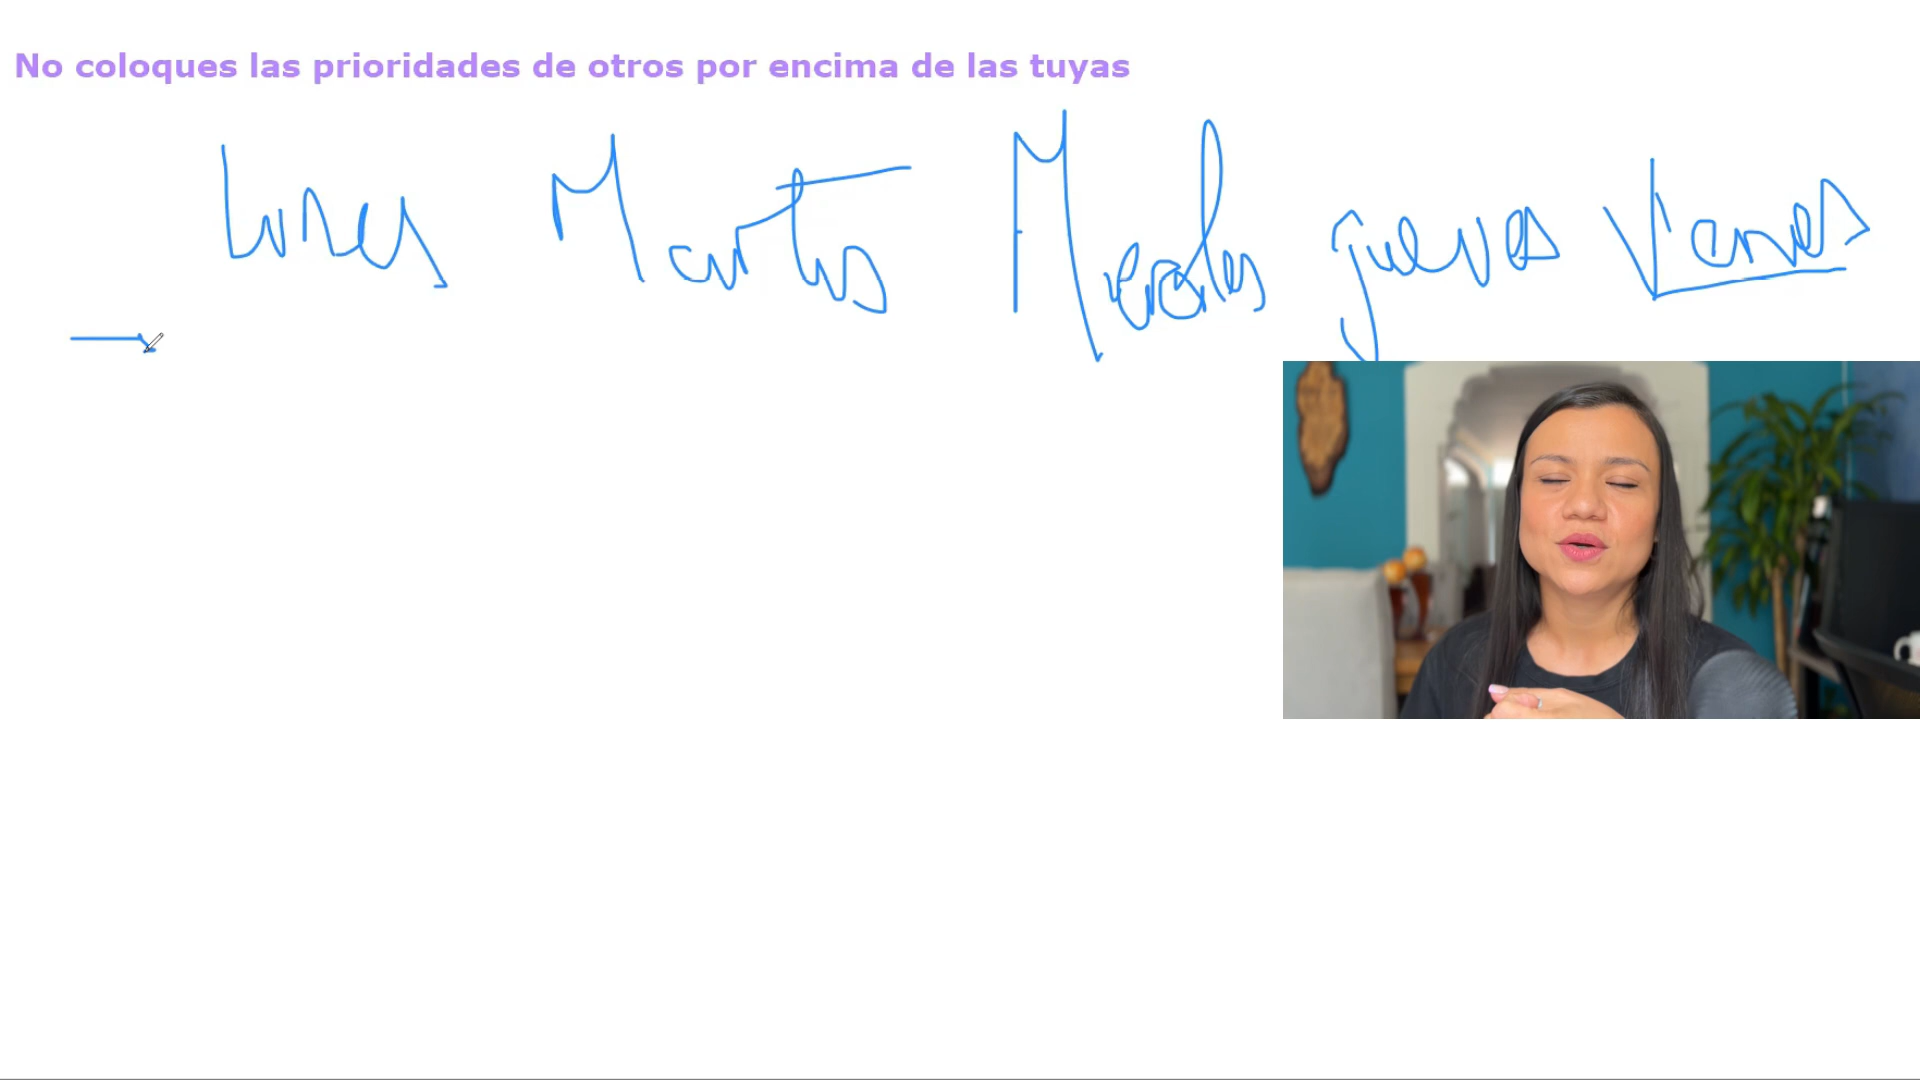 No coloques las prioridades de otros por encima de las tuyas
Lunes Martes Miercoles jueves Viernes